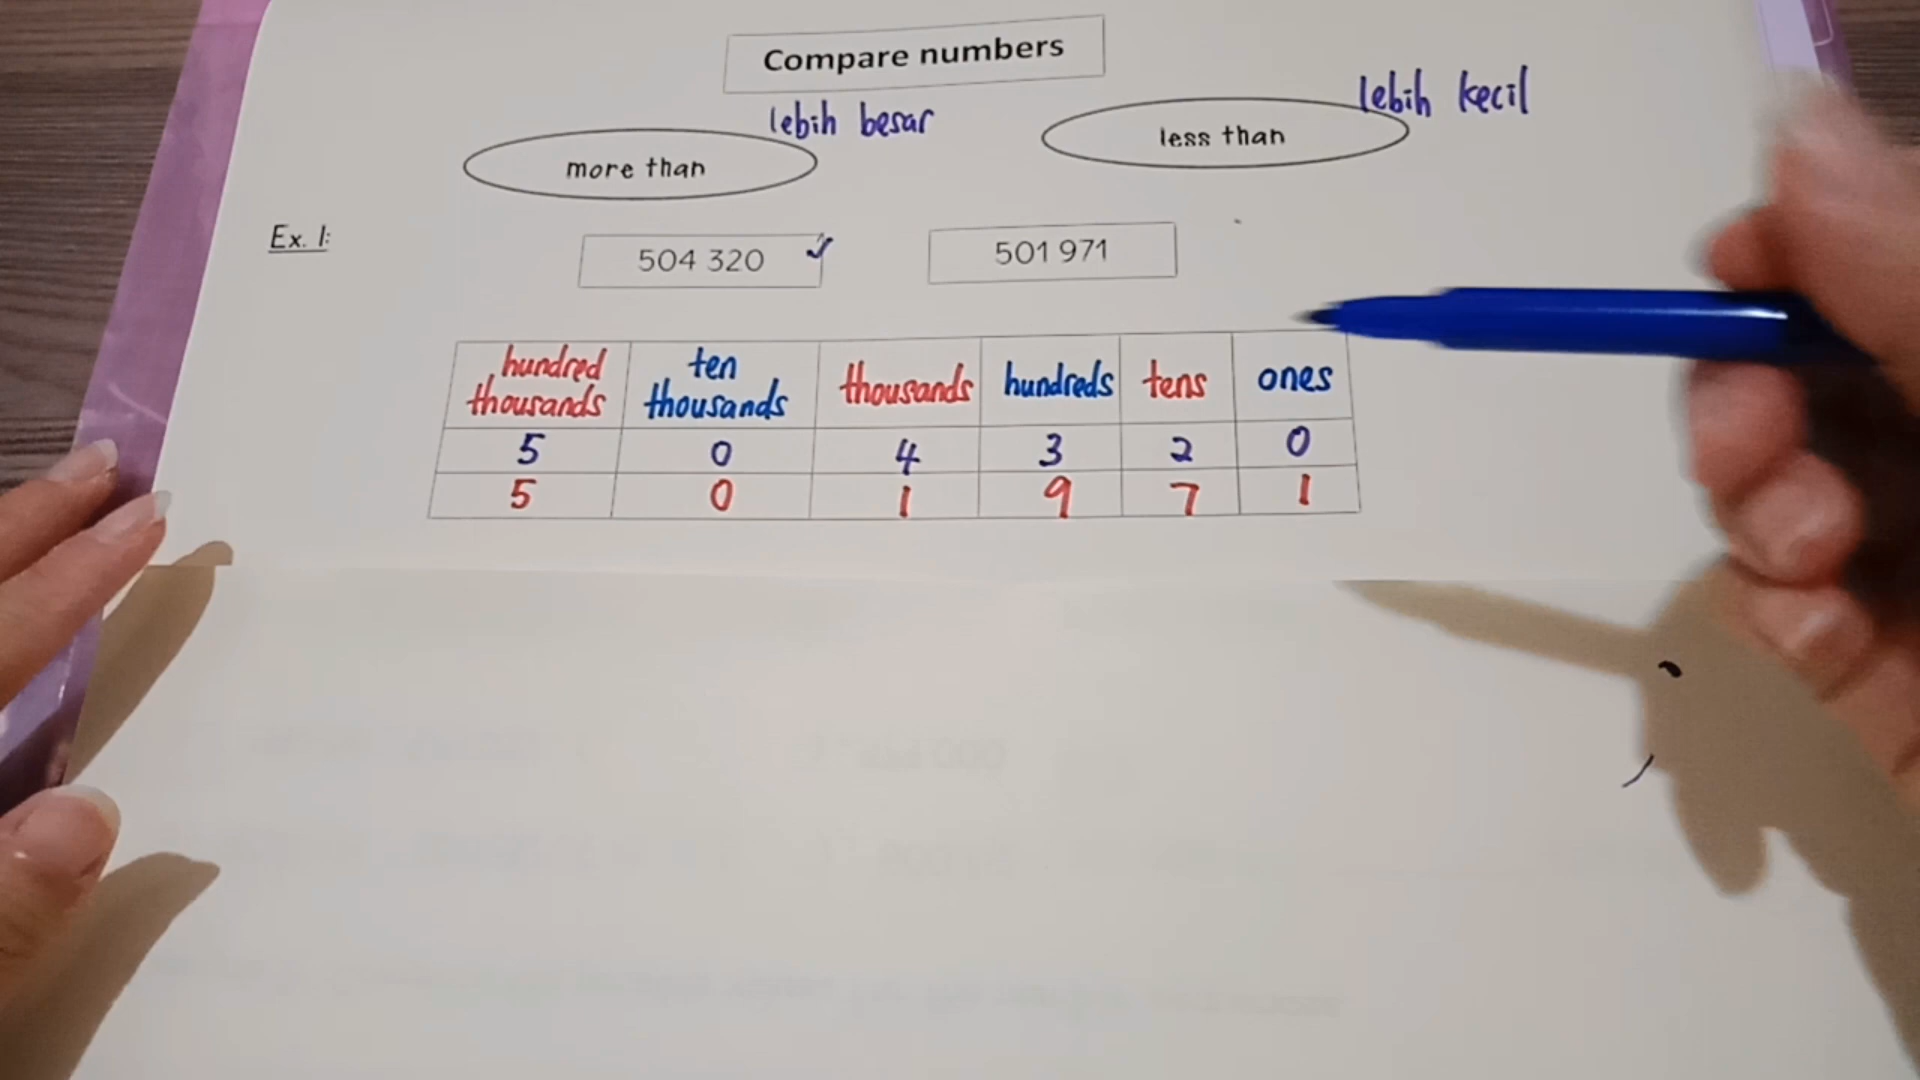 Compare numbers
lebih besar
lebih kecil
more than
less than
Ex. 1:
504 320
501 971
hundred thousands ten thousands thousands hundreds tens ones
5 0 4 3 2 0
5 0 1 9 7 1